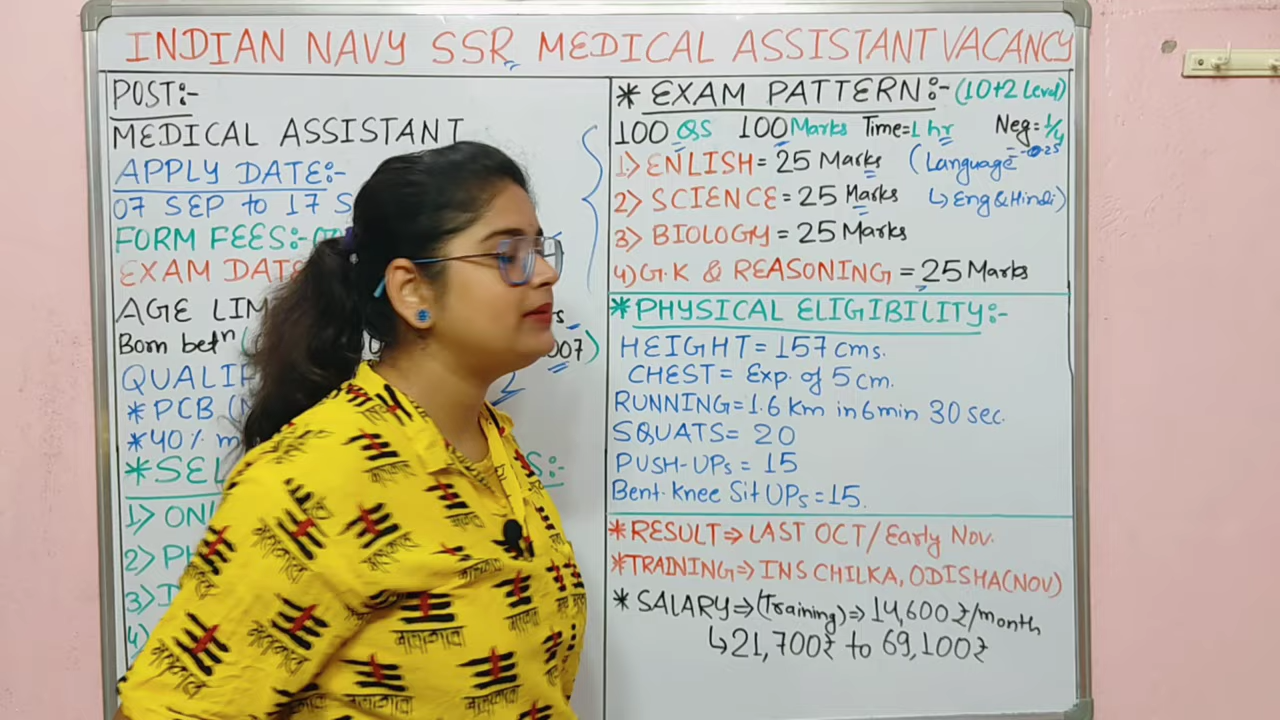 INDIAN NAVY SSR MEDICAL ASSISTANT VACANCY
POST:-
MEDICAL ASSISTANT
APPLY DATE:-
07 SEP to 17 S
FORM FEES:-
EXAM DATE
AGE LIM
Born betⁿ ( 007)
QUALIF
* PCB (
* 40% m
* SEL S:-
1> ONL
2> PH
3> D
4)
* EXAM PATTERN:- (10+2 Level)
100 QS 100 Marks Time=1 hr Neg=1/4
-0.25
1.> ENLISH = 25 Marks (Language
2) SCIENCE = 25 Marks ↳ Eng & Hindi)
3> BIOLOGY = 25 Marks
4) G.K & REASONING = 25 Marks
* PHYSICAL ELIGIBILITY:-
HEIGHT = 157 cms.
CHEST = Exp. of 5 cm.
RUNNING = 1.6 Km in 6 min 30 sec.
SQUATS = 20
PUSH-UPs = 15
Bent. Knee Sit UPs = 15.
* RESULT ⇒ LAST OCT / Early Nov.
* TRAINING ⇒ INS CHILKA, ODISHA (NOV)
* SALARY ⇒ (Training) ⇒ 14,600 ₹/month
↳ 21,700₹ to 69,100₹